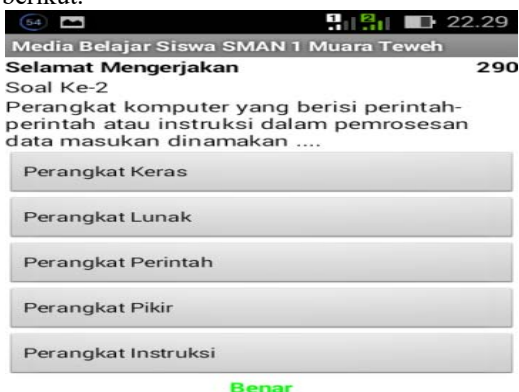 berikut:
54 1 2 22.29
Media Belajar Siswa SMAN 1 Muara Teweh
Selamat Mengerjakan 290
Soal Ke-2
Perangkat komputer yang berisi perintah-
perintah atau instruksi dalam pemrosesan
data masukan dinamakan ....
Perangkat Keras
Perangkat Lunak
Perangkat Perintah
Perangkat Pikir
Perangkat Instruksi
Benar